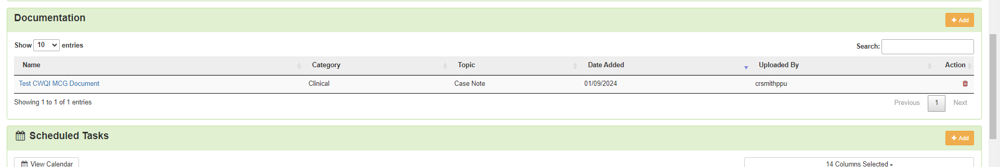 Documentation
Add
Show 10 entries
Search:
Name Category Topic Date Added Uploaded By Action
Test CWQI MCG Document Clinical Case Note 01/09/2024 crsmithppu
Showing 1 to 1 of 1 entries
Previous 1 Next
Scheduled Tasks
Add
View Calendar
14 Columns Selected